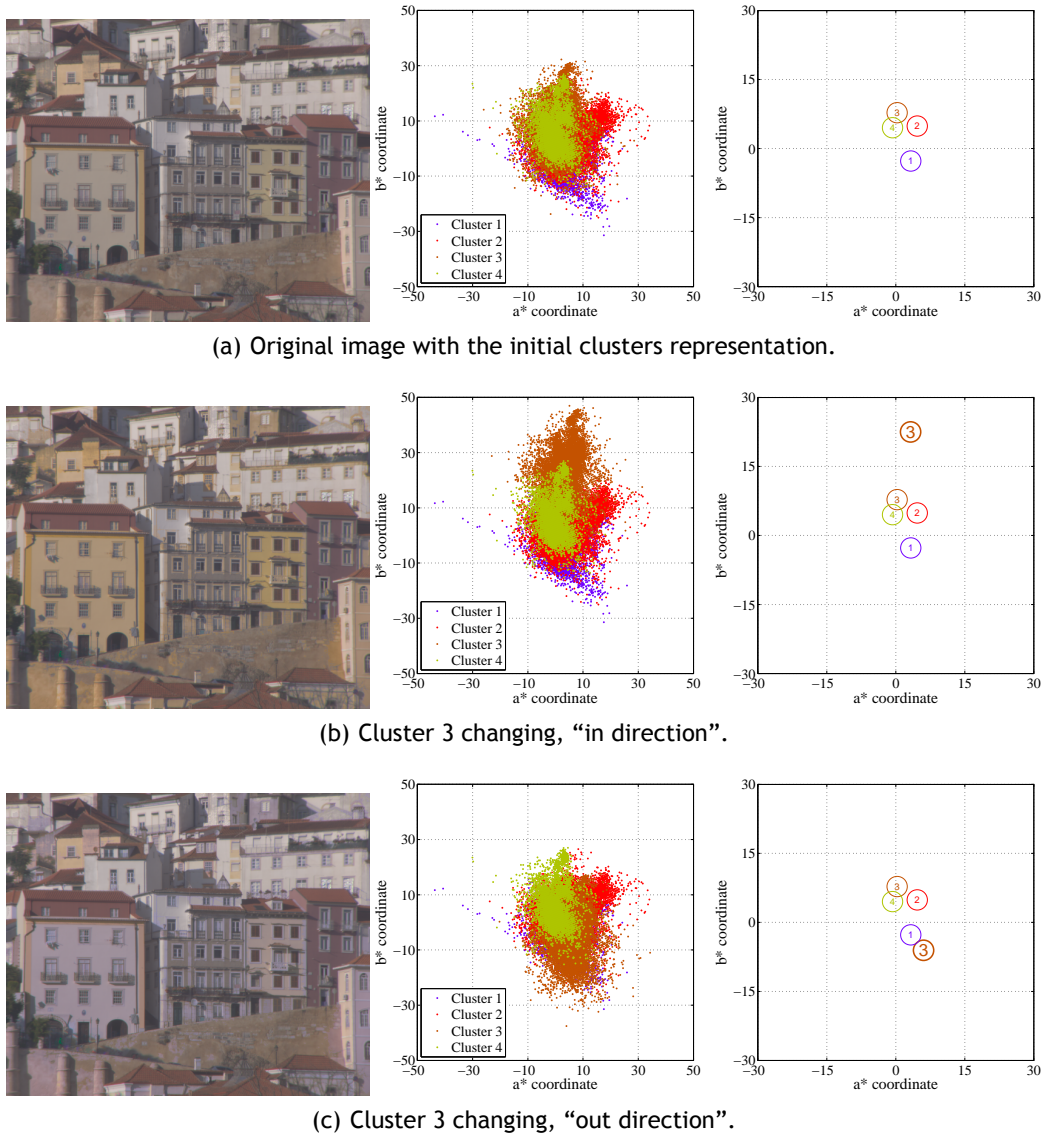 50
30
10
−10
−30
−50
−50
−30
−10
10
30
50
a* coordinate
b* coordinate
Cluster 1
Cluster 2
Cluster 3
Cluster 4
30
15
0
−15
−30
−30
−15
0
15
30
a* coordinate
b* coordinate
3
4
2
1
(a) Original image with the initial clusters representation.
50
30
10
−10
−30
−50
−50
−30
−10
10
30
50
a* coordinate
b* coordinate
Cluster 1
Cluster 2
Cluster 3
Cluster 4
30
15
0
−15
−30
−30
−15
0
15
30
a* coordinate
b* coordinate
3
3
4
2
1
(b) Cluster 3 changing, “in direction”.
50
30
10
−10
−30
−50
−50
−30
−10
10
30
50
a* coordinate
b* coordinate
Cluster 1
Cluster 2
Cluster 3
Cluster 4
30
15
0
−15
−30
−30
−15
0
15
30
a* coordinate
b* coordinate
3
4
2
1
3
(c) Cluster 3 changing, “out direction”.